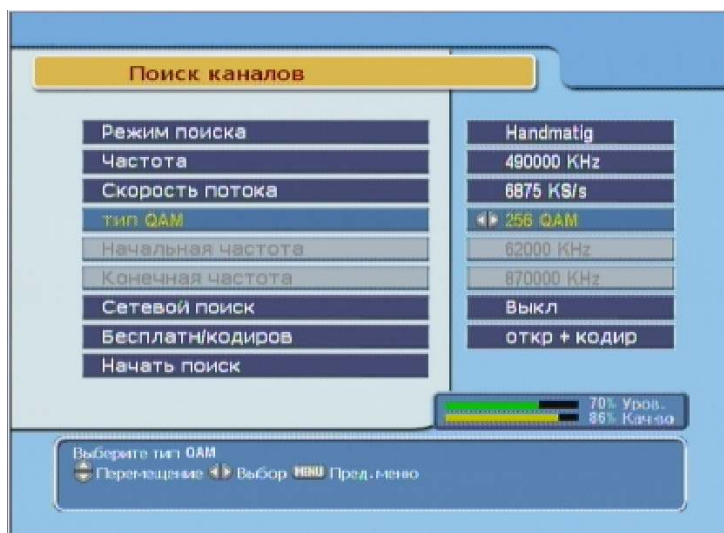 Поиск каналов
Режим поиска Handmatig
Частота 490000 KHz
Скорость потока 6875 KS/s
тип QAM 256 QAM
Начальная частота 62000 KHz
Конечная частота 870000 KHz
Сетевой поиск Выкл
Бесплатн/кодиров откр + кодир
Начать поиск
70% Уров.
86% Кач-во
Выберите тип QAM
Перемещение Выбор MENU Пред.меню